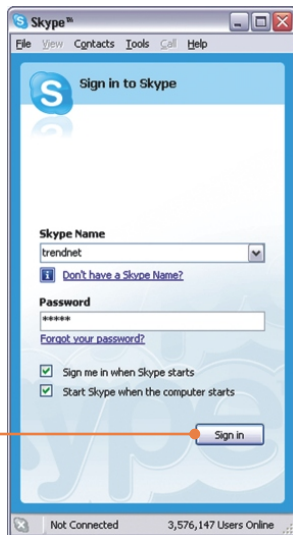 Skype™
File View Contacts Tools Call Help
Sign in to Skype
Skype Name
trendnet
Don't have a Skype Name?
Password
*****
Forgot your password?
Sign me in when Skype starts
Start Skype when the computer starts
Sign in
Not Connected 3,576,147 Users Online